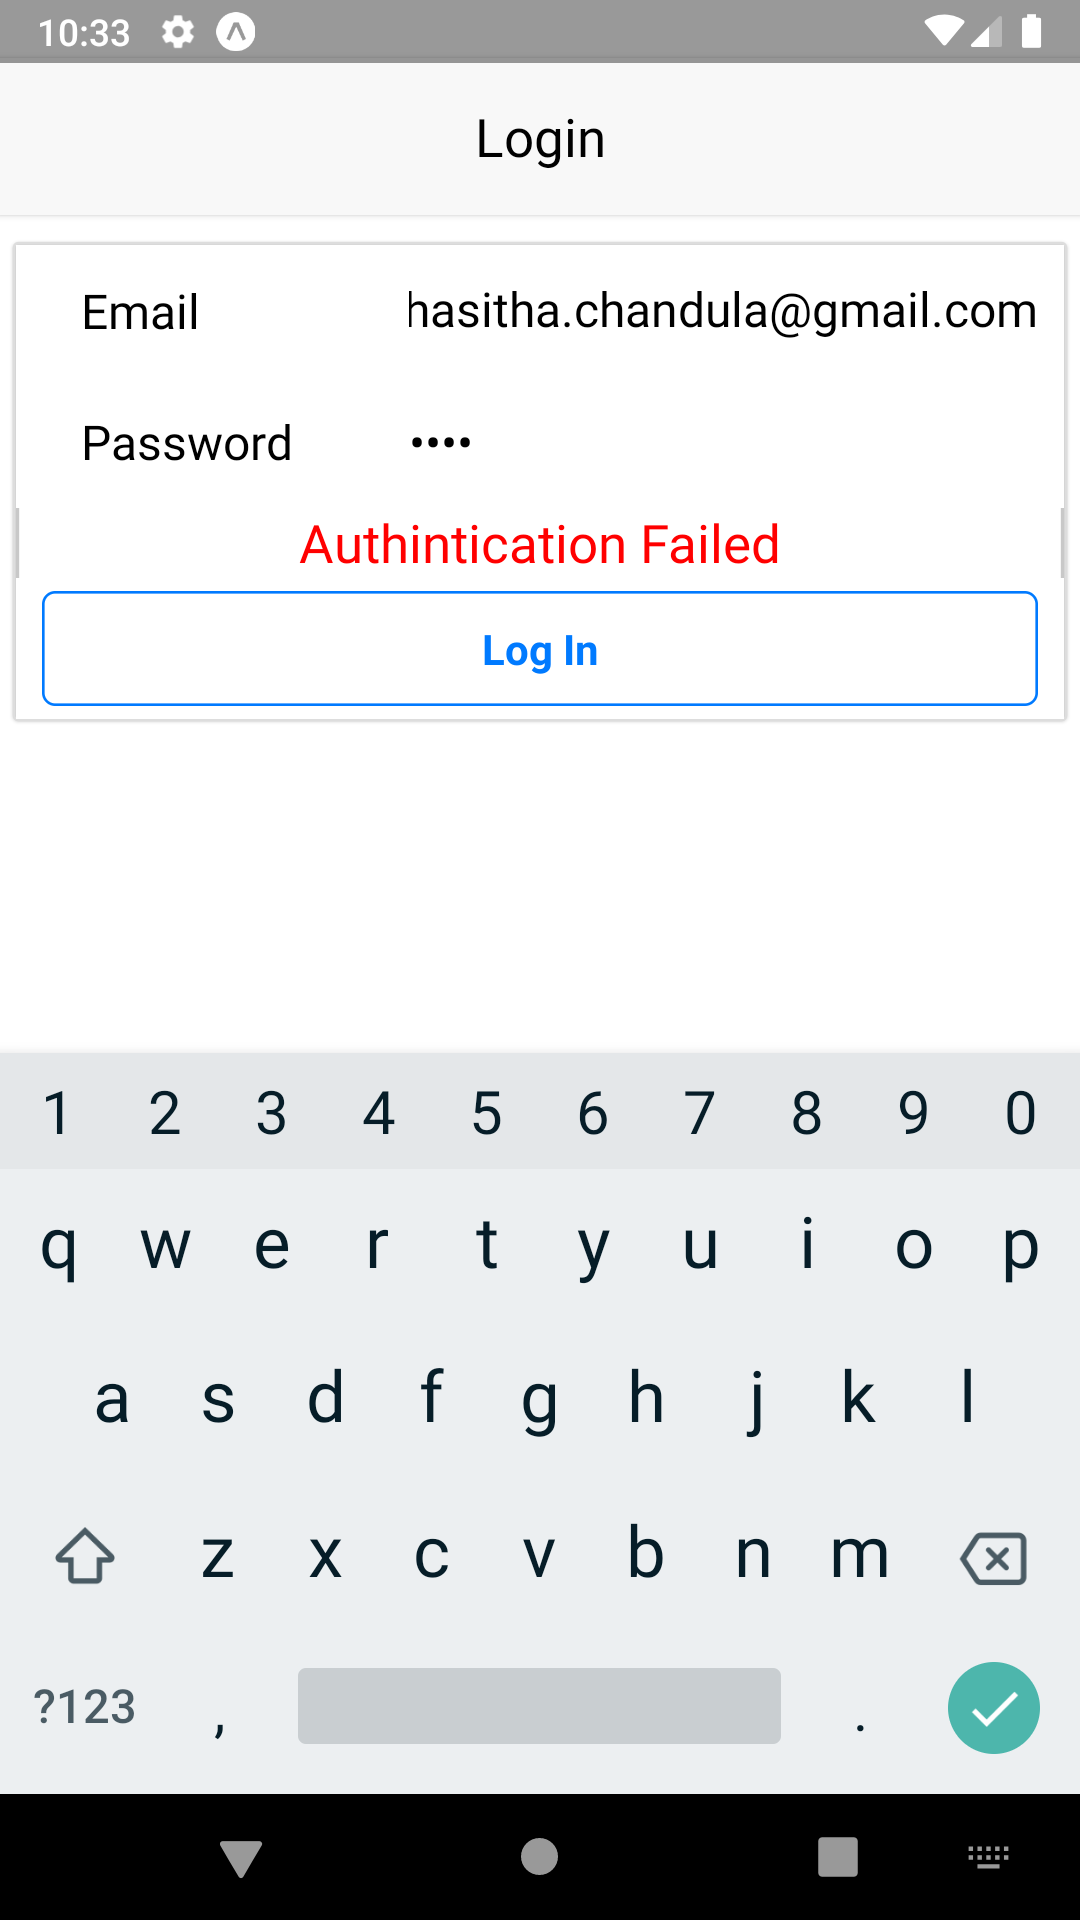 10:33
Login
Email hasitha.chandula@gmail.com
Password ••••
Authintication Failed
Log In
1 2 3 4 5 6 7 8 9 0
q w e r t y u i o p
a s d f g h j k l
z x c v b n m
?123 , .